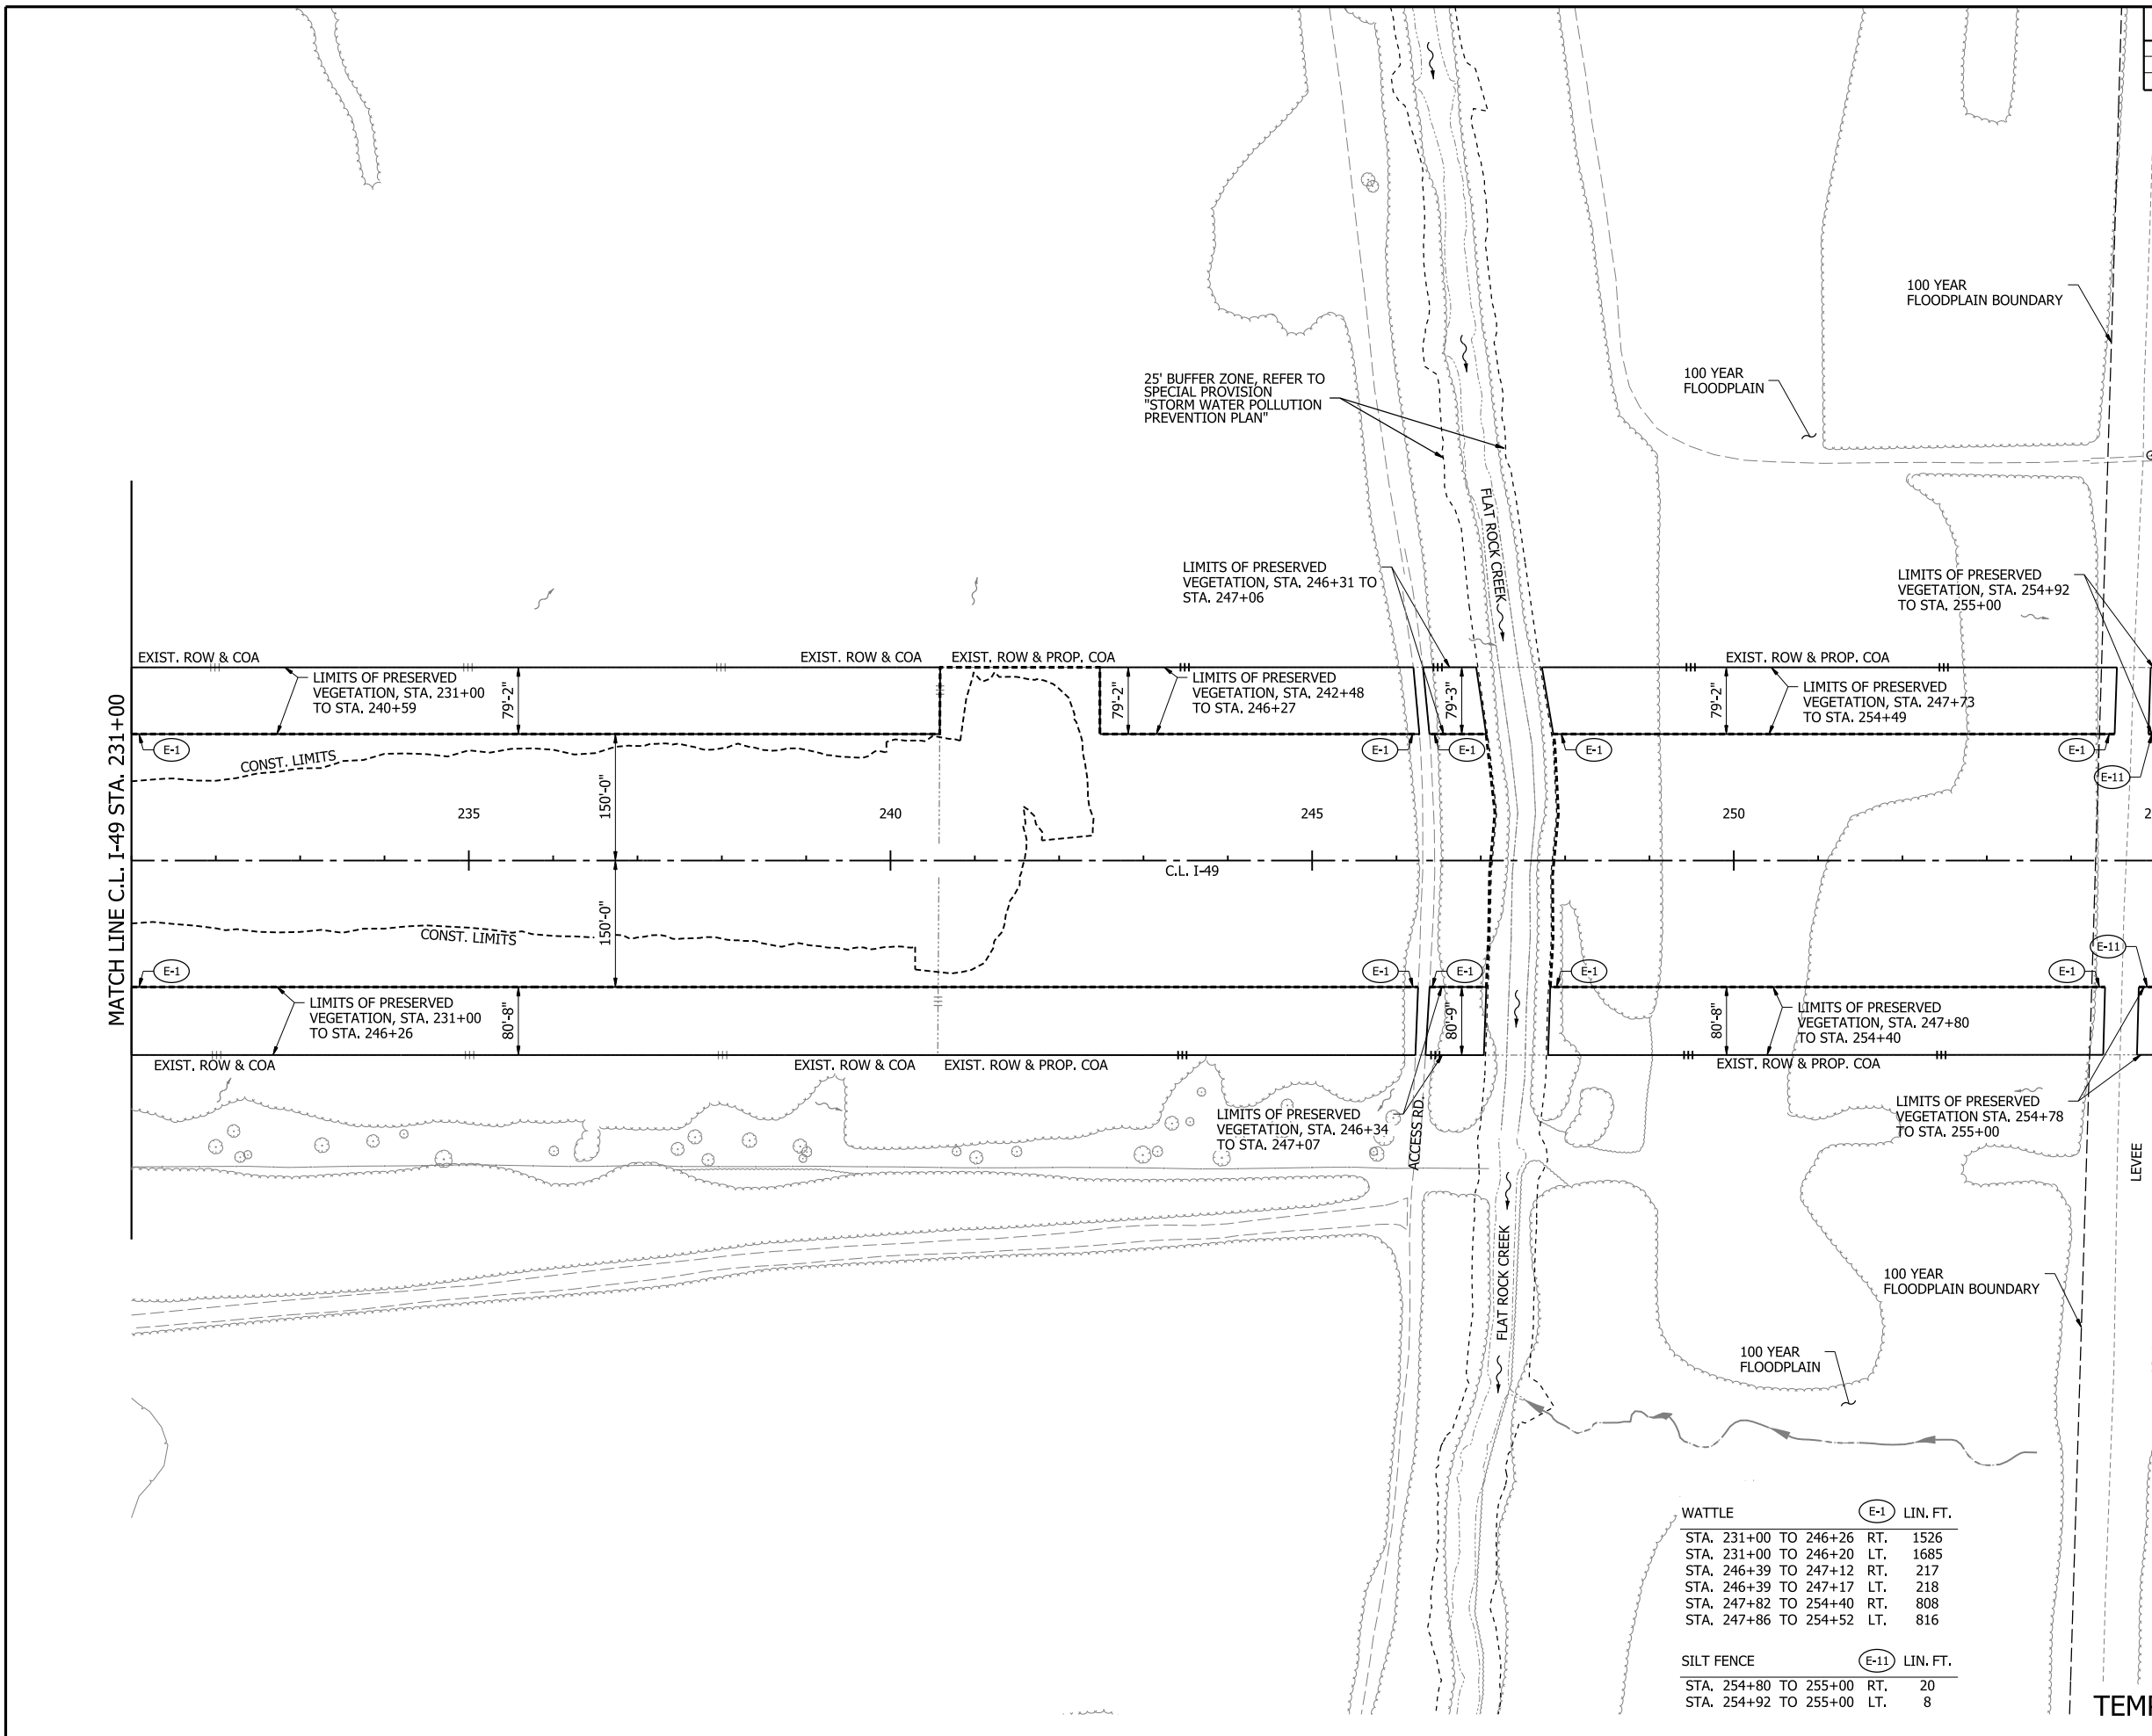 100 YEAR
FLOODPLAIN BOUNDARY
100 YEAR
FLOODPLAIN
25' BUFFER ZONE, REFER TO
SPECIAL PROVISION
"STORM WATER POLLUTION
PREVENTION PLAN"
FLAT ROCK CREEK
LIMITS OF PRESERVED
VEGETATION, STA. 246+31 TO
STA. 247+06
LIMITS OF PRESERVED
VEGETATION, STA. 254+92
TO STA. 255+00
EXIST. ROW & COA
EXIST. ROW & COA
EXIST. ROW & PROP. COA
EXIST. ROW & PROP. COA
LIMITS OF PRESERVED
VEGETATION, STA. 231+00
TO STA. 240+59
79'-2"
79'-2"
LIMITS OF PRESERVED
VEGETATION, STA. 242+48
TO STA. 246+27
79'-3"
79'-2"
LIMITS OF PRESERVED
VEGETATION, STA. 247+73
TO STA. 254+49
MATCH LINE C.L. I-49 STA. 231+00
E-1
E-1
E-1
E-1
E-1
E-11
CONST. LIMITS
150'-0"
235
240
245
250
2
C.L. I-49
150'-0"
CONST. LIMITS
E-11
E-1
E-1
E-1
E-1
E-1
LIMITS OF PRESERVED
VEGETATION, STA. 231+00
TO STA. 246+26
80'-8"
80'-9"
80'-8"
LIMITS OF PRESERVED
VEGETATION, STA. 247+80
TO STA. 254+40
EXIST. ROW & COA
EXIST. ROW & COA
EXIST. ROW & PROP. COA
EXIST. ROW & PROP. COA
LIMITS OF PRESERVED
VEGETATION, STA. 246+34
TO STA. 247+07
ACCESS RD.
LIMITS OF PRESERVED
VEGETATION STA. 254+78
TO STA. 255+00
LEVEE
FLAT ROCK CREEK
100 YEAR
FLOODPLAIN BOUNDARY
100 YEAR
FLOODPLAIN
WATTLE E-1 LIN. FT.
STA. 231+00 TO 246+26 RT. 1526
STA. 231+00 TO 246+20 LT. 1685
STA. 246+39 TO 247+12 RT. 217
STA. 246+39 TO 247+17 LT. 218
STA. 247+82 TO 254+40 RT. 808
STA. 247+86 TO 254+52 LT. 816
SILT FENCE E-11 LIN. FT.
STA. 254+80 TO 255+00 RT. 20
STA. 254+92 TO 255+00 LT. 8